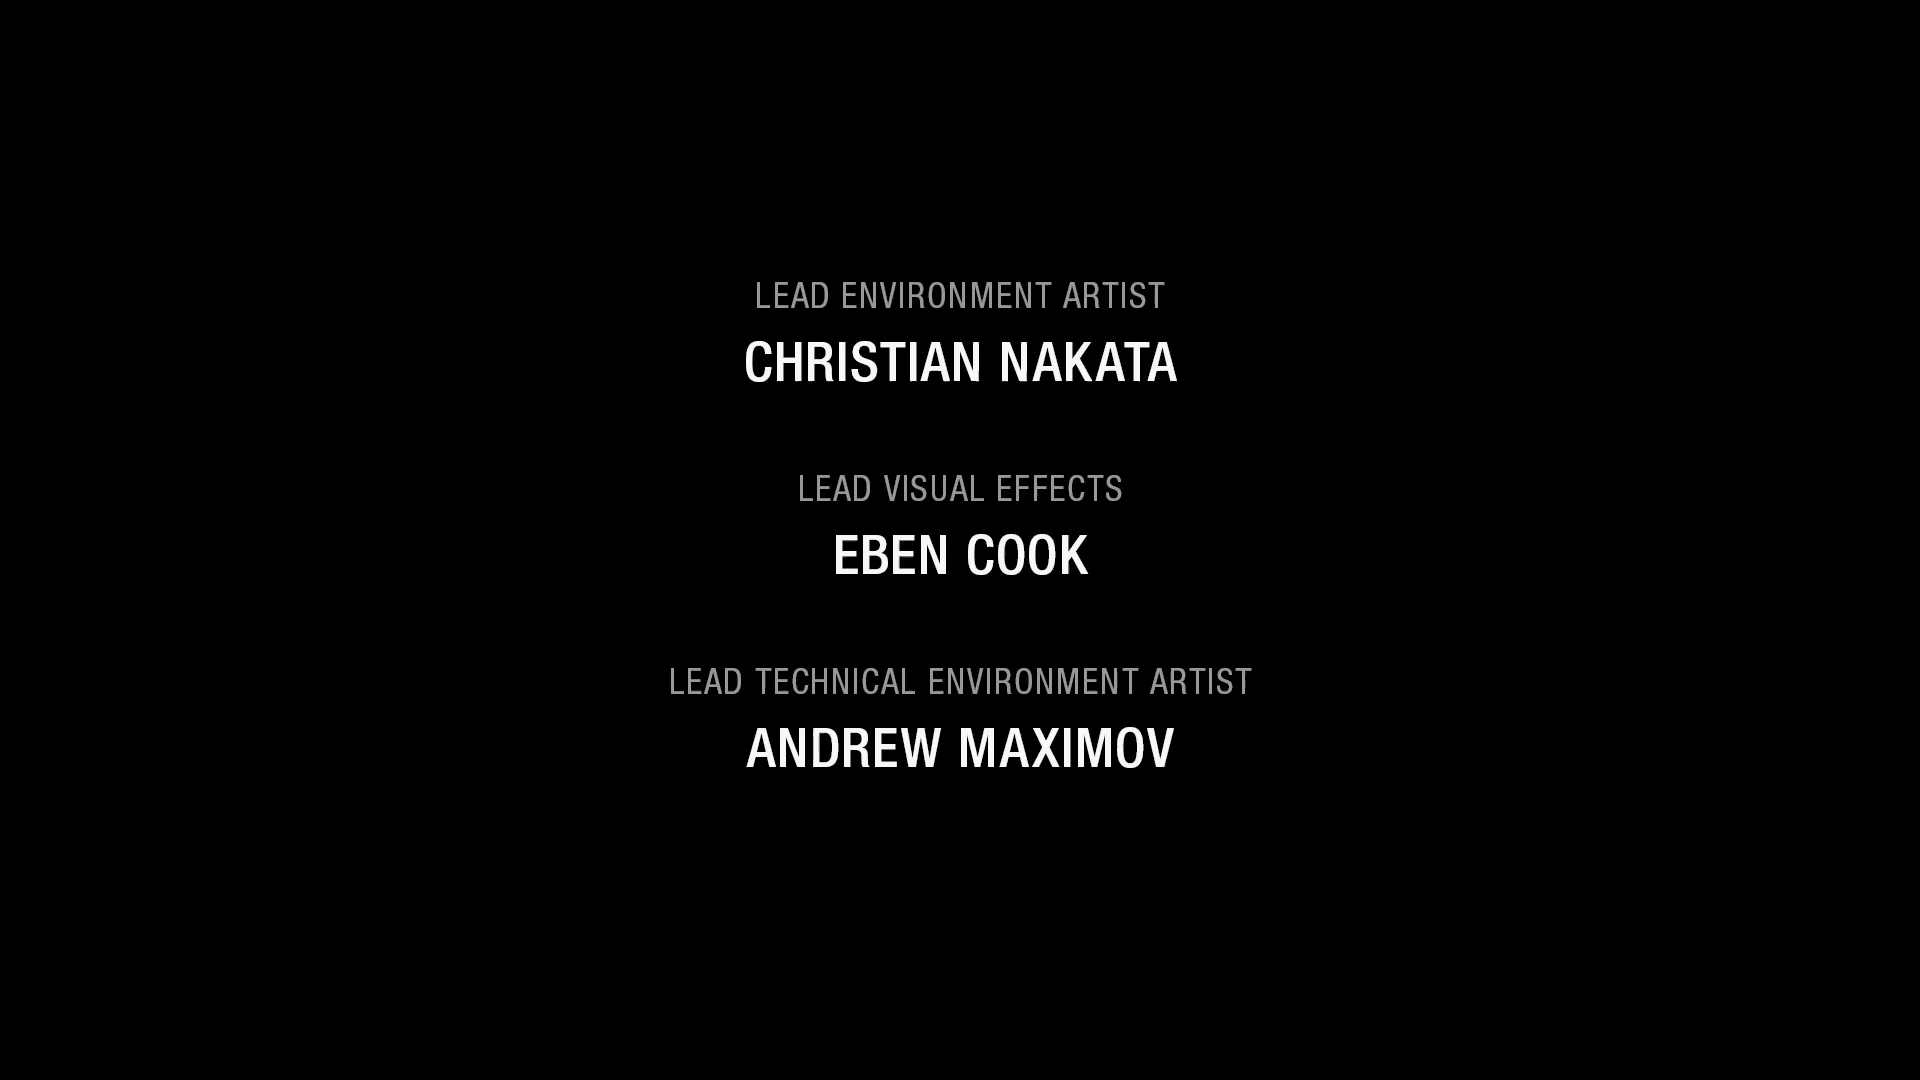 LEAD ENVIRONMENT ARTIST
CHRISTIAN NAKATA
LEAD VISUAL EFFECTS
EBEN COOK
LEAD TECHNICAL ENVIRONMENT ARTIST
ANDREW MAXIMOV